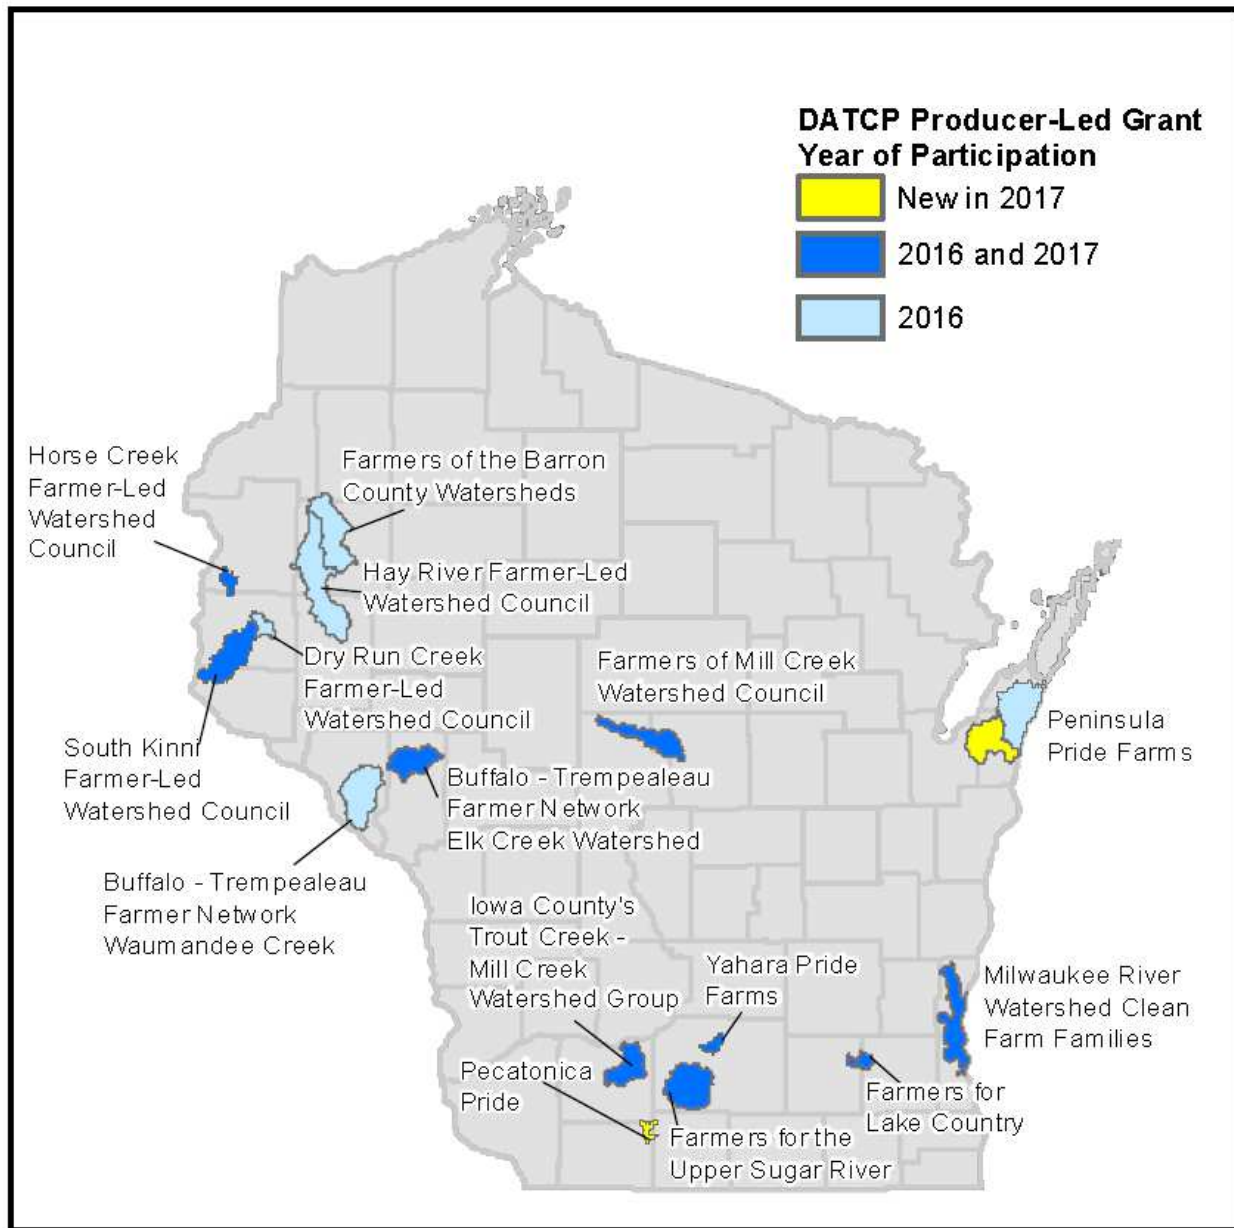 DATCP Producer-Led Grant
Year of Participation
New in 2017
2016 and 2017
2016
Horse Creek
Farmer-Led
Watershed
Council
Farmers of the Barron
County Watersheds
Hay River Farmer-Led
Watershed Council
Dry Run Creek
Farmer-Led
Watershed Council
Farmers of Mill Creek
Watershed Council
Peninsula
Pride Farms
South Kinni
Farmer-Led
Watershed Council
Buffalo - Trempealeau
Farmer Network
Elk Creek Watershed
Buffalo - Trempealeau
Farmer Network
Waumandee Creek
Iowa County's
Trout Creek -
Mill Creek
Watershed Group
Yahara Pride
Farms
Milwaukee River
Watershed Clean
Farm Families
Pecatonica
Pride
Farmers for
Lake Country
Farmers for the
Upper Sugar River